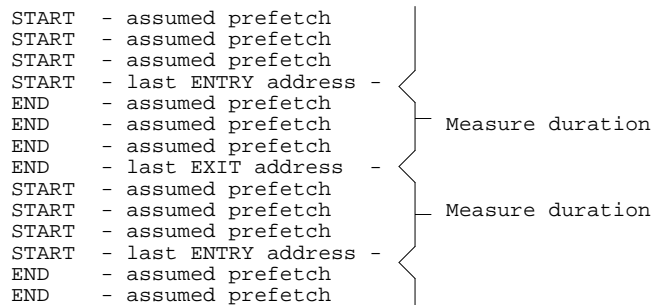 START  - assumed prefetch
START  - assumed prefetch
START  - assumed prefetch
START  - last ENTRY address -
END    - assumed prefetch
END    - assumed prefetch    Measure duration
END    - assumed prefetch
END    - last EXIT address  -
START  - assumed prefetch
START  - assumed prefetch    Measure duration
START  - assumed prefetch
START  - last ENTRY address -
END    - assumed prefetch
END    - assumed prefetch